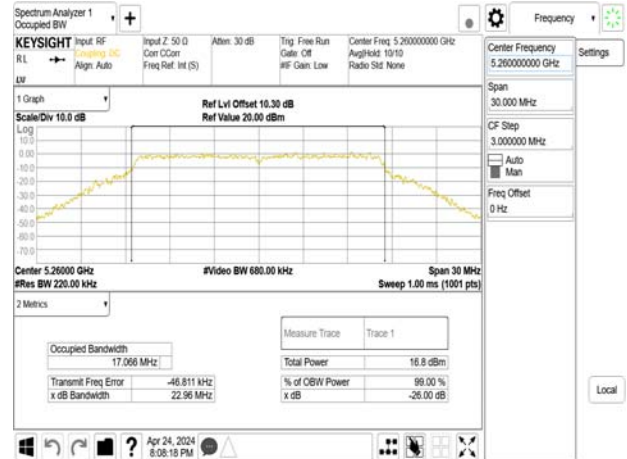 Spectrum Analyzer 1
Occupied BW
Frequency
KEYSIGHT
Input: RF
Coupling: DC
Align: Auto
RL
LXI
Input Z: 50 Ω
Corr CCorr
Freq Ref: Int (S)
Atten: 30 dB
Trig: Free Run
Gate: Off
#IF Gain: Low
Center Freq: 5.260000000 GHz
Avg|Hold: 10/10
Radio Std: None
Center Frequency
5.260000000 GHz
Settings
Span
30.000 MHz
CF Step
3.000000 MHz
Auto
Man
Freq Offset
0 Hz
Local
1 Graph
Scale/Div 10.0 dB
Ref Lvl Offset 10.30 dB
Ref Value 20.00 dBm
Log
10.0
0.00
-10.0
-20.0
-30.0
-40.0
-50.0
-60.0
-70.0
Center 5.26000 GHz
#Video BW 680.00 kHz
Span 30 MHz
#Res BW 220.00 kHz
Sweep 1.00 ms (1001 pts)
2 Metrics
Measure Trace Trace 1
Occupied Bandwidth
17.066 MHz
Total Power 16.8 dBm
Transmit Freq Error -46.811 kHz
% of OBW Power 99.00 %
x dB Bandwidth 22.96 MHz
x dB -26.00 dB
Apr 24, 2024
8:08:18 PM